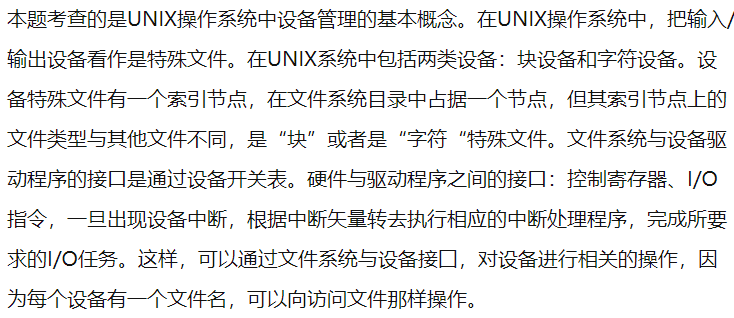 本题考查的是UNIX操作系统中设备管理的基本概念。在UNIX操作系统中，把输入/
输出设备看作是特殊文件。在UNIX系统中包括两类设备：块设备和字符设备。设
备特殊文件有一个索引节点，在文件系统目录中占据一个节点，但其索引节点上的
文件类型与其他文件不同，是“块”或者是“字符“特殊文件。文件系统与设备驱
动程序的接口是通过设备开关表。硬件与驱动程序之间的接口：控制寄存器、I/O
指令，一旦出现设备中断，根据中断矢量转去执行相应的中断处理程序，完成所要
求的I/O任务。这样，可以通过文件系统与设备接囗，对设备进行相关的操作，因
为每个设备有一个文件名，可以向访问文件那样操作。